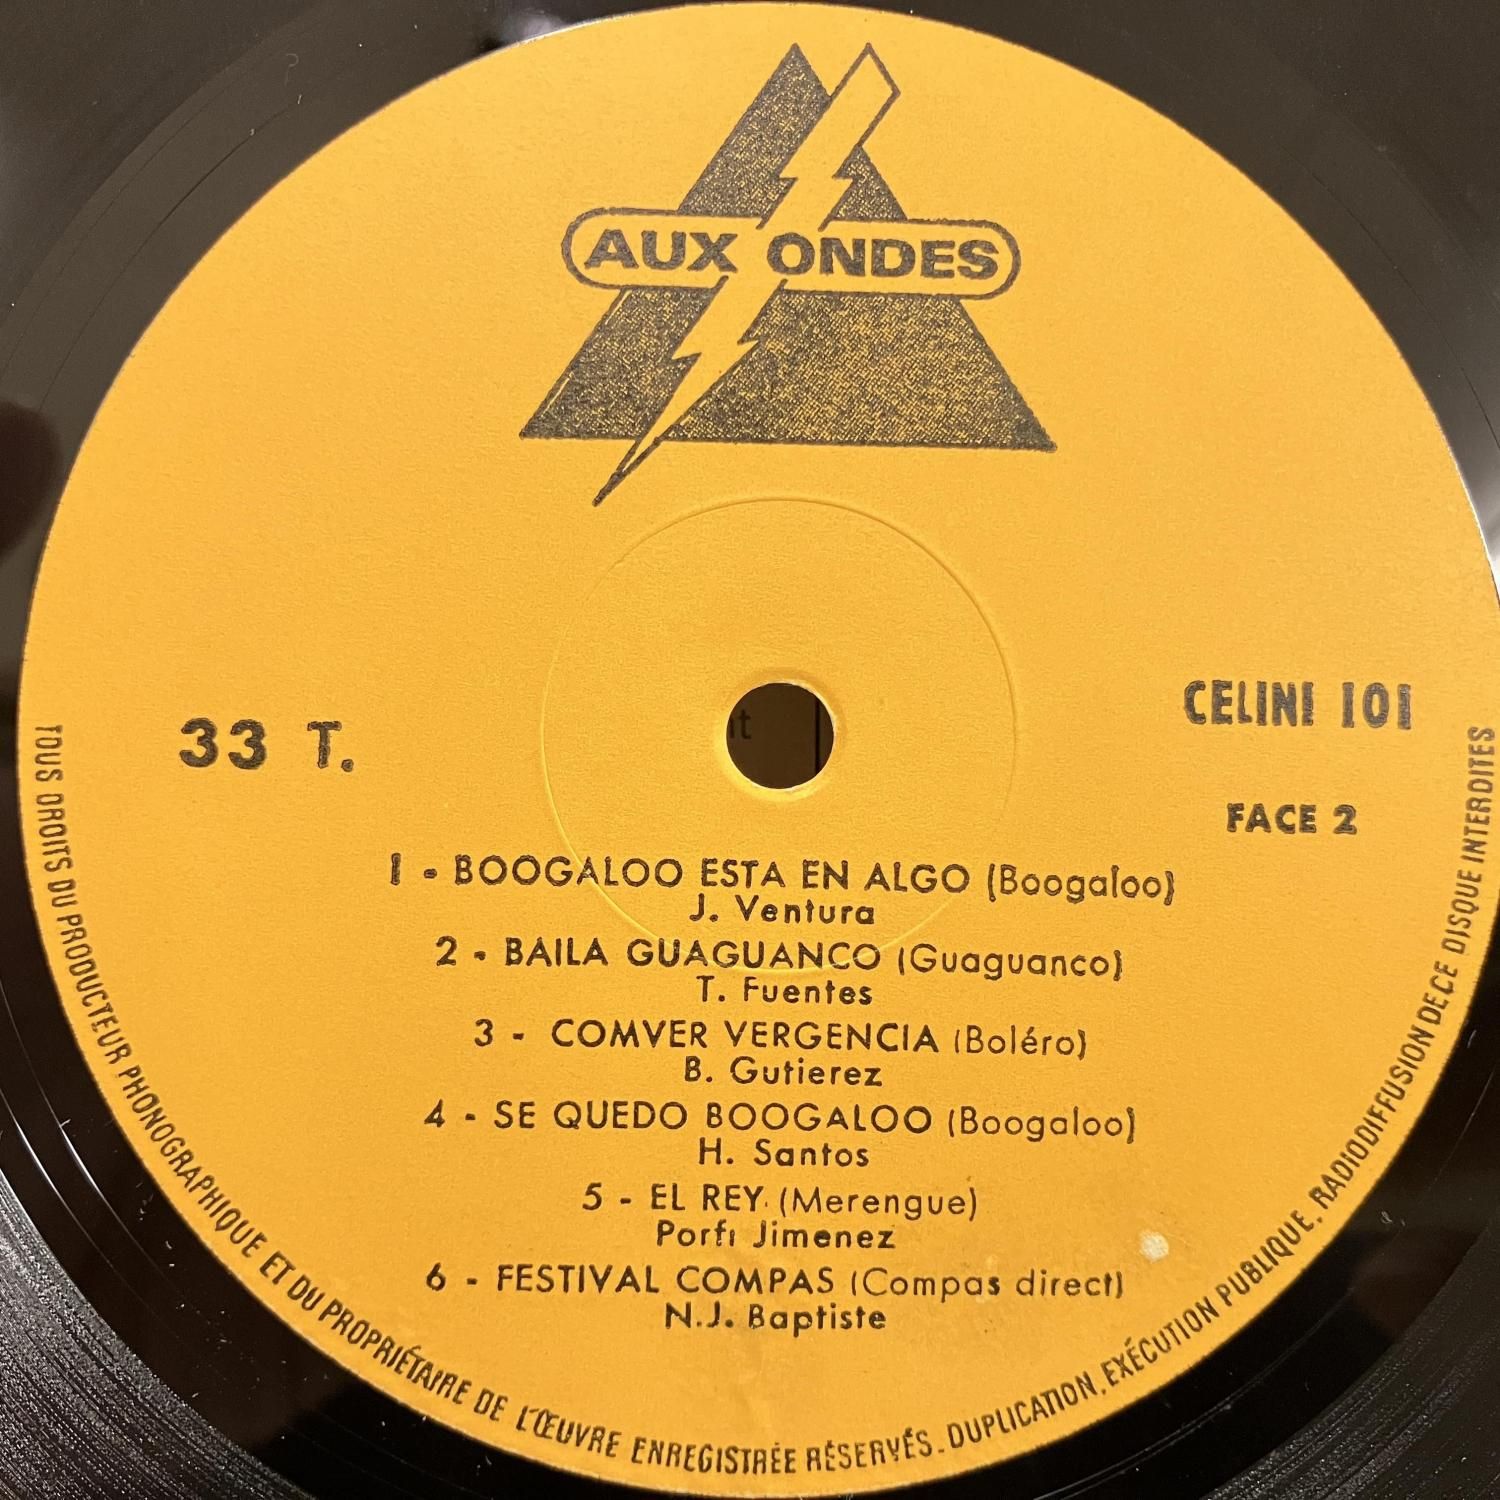 AUX ONDES
33 T.
CELINI 101
FACE 2
1 - BOOGALOO ESTA EN ALGO (Boogaloo)
J. Ventura
2 - BAILA GUAGUANCO (Guaguanco)
T. Fuentes
3 - COMVER VERGENCIA (Boléro)
B. Gutierez
4 - SE QUEDO BOOGALOO (Boogaloo)
H. Santos
5 - EL REY (Merengue)
Porfi Jimenez
6 - FESTIVAL COMPAS (Compas direct)
N.J. Baptiste
TOUS DROITS DU PRODUCTEUR PHONOGRAPHIQUE ET DU PROPRIÉTAIRE DE L'ŒUVRE ENREGISTRÉE RÉSERVÉS. DUPLICATION, EXÉCUTION PUBLIQUE, RADIODIFFUSION DE CE DISQUE INTERDITES